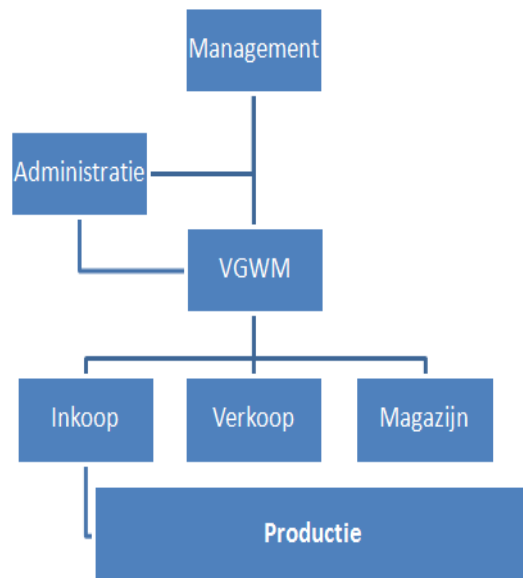 Management
Administratie
VGWM
Inkoop
Verkoop
Magazijn
Productie